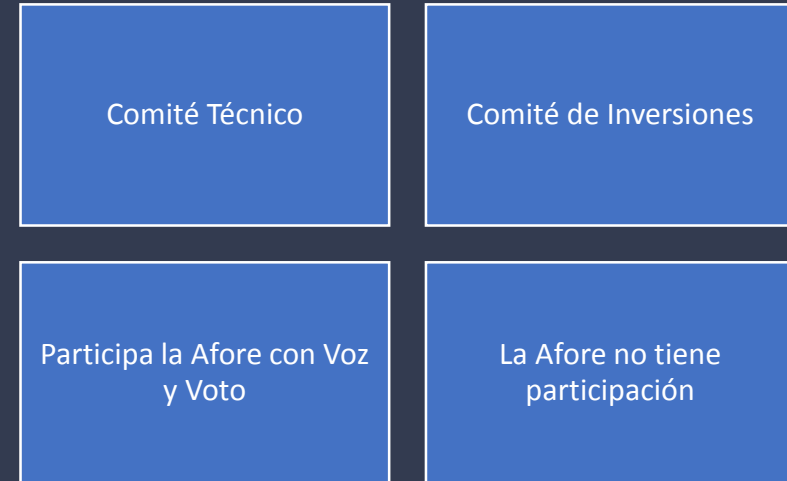 Comité Técnico
Comité de Inversiones
Participa la Afore con Voz
y Voto
La Afore no tiene
participación